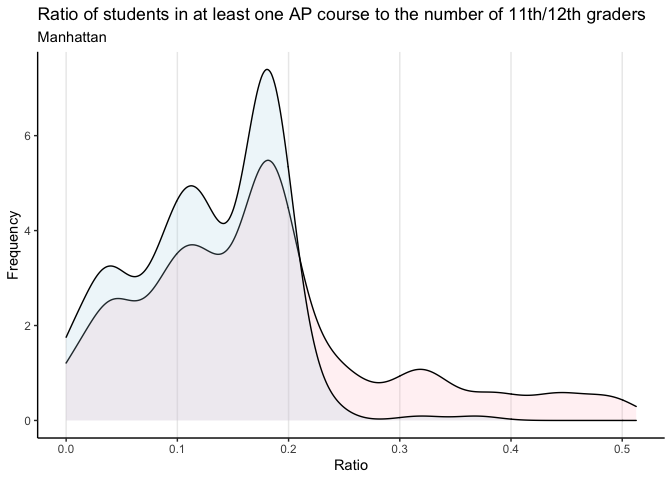 Ratio of students in at least one AP course to the number of 11th/12th graders
Manhattan
Frequency
6
4
2
0
0.0 0.1 0.2 0.3 0.4 0.5
Ratio